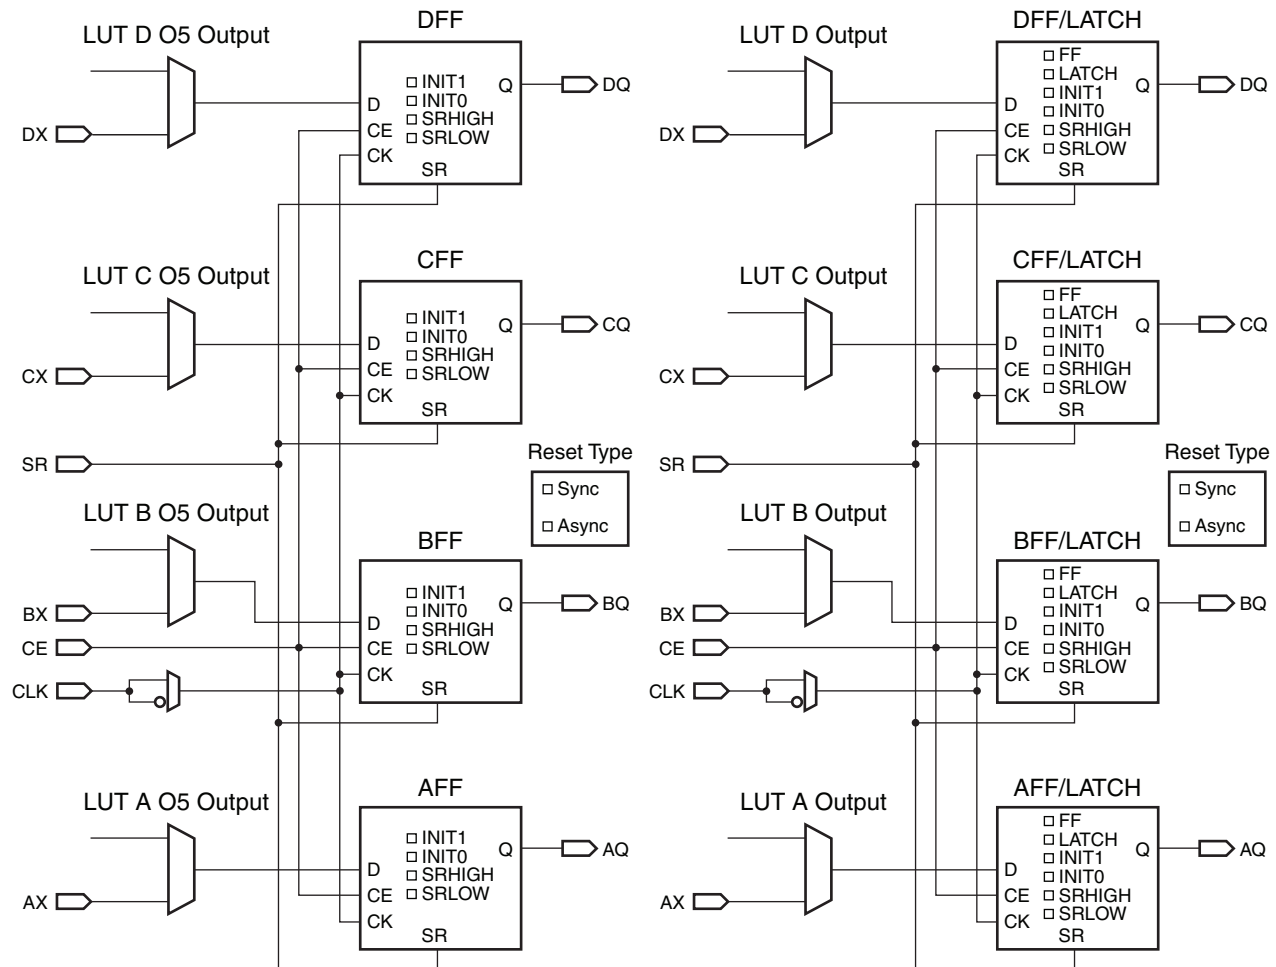 DFF
LUT D O5 Output
INIT1
INIT0
SRHIGH
SRLOW
D
CE
CK
SR
Q
DQ
DX
CFF
LUT C O5 Output
INIT1
INIT0
SRHIGH
SRLOW
D
CE
CK
SR
Q
CQ
CX
SR
Reset Type
Sync
Async
LUT B O5 Output
BFF
INIT1
INIT0
SRHIGH
SRLOW
D
CE
CK
SR
Q
BQ
BX
CE
CLK
AFF
LUT A O5 Output
INIT1
INIT0
SRHIGH
SRLOW
D
CE
CK
SR
Q
AQ
AX
DFF/LATCH
LUT D Output
FF
LATCH
INIT1
INIT0
SRHIGH
SRLOW
D
CE
CK
SR
Q
DQ
DX
CFF/LATCH
LUT C Output
FF
LATCH
INIT1
INIT0
SRHIGH
SRLOW
D
CE
CK
SR
Q
CQ
CX
SR
Reset Type
Sync
Async
LUT B Output
BFF/LATCH
FF
LATCH
INIT1
INIT0
SRHIGH
SRLOW
D
CE
CK
SR
Q
BQ
BX
CE
CLK
AFF/LATCH
LUT A Output
FF
LATCH
INIT1
INIT0
SRHIGH
SRLOW
D
CE
CK
SR
Q
AQ
AX